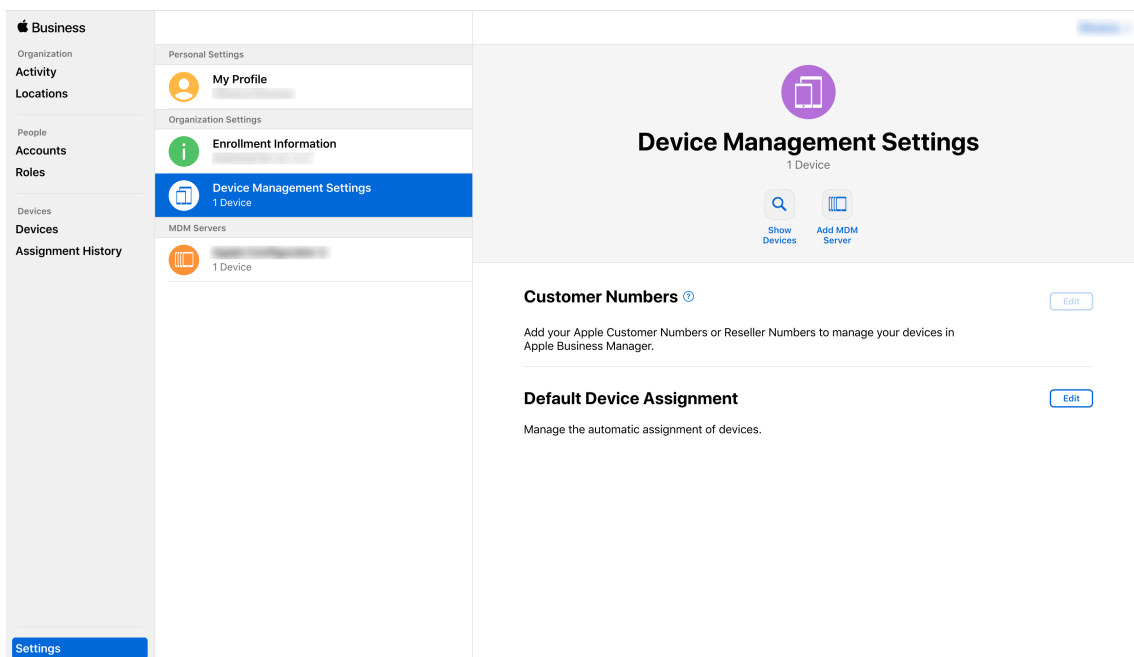 Business
Organization
Activity
Locations
People
Accounts
Roles
Devices
Devices
Assignment History
Settings
Personal Settings
My Profile
Organization Settings
Enrollment Information
Device Management Settings
1 Device
MDM Servers
1 Device
Device Management Settings
1 Device
Show
Devices
Add MDM
Server
Customer Numbers
Edit
Add your Apple Customer Numbers or Reseller Numbers to manage your devices in
Apple Business Manager.
Default Device Assignment
Edit
Manage the automatic assignment of devices.